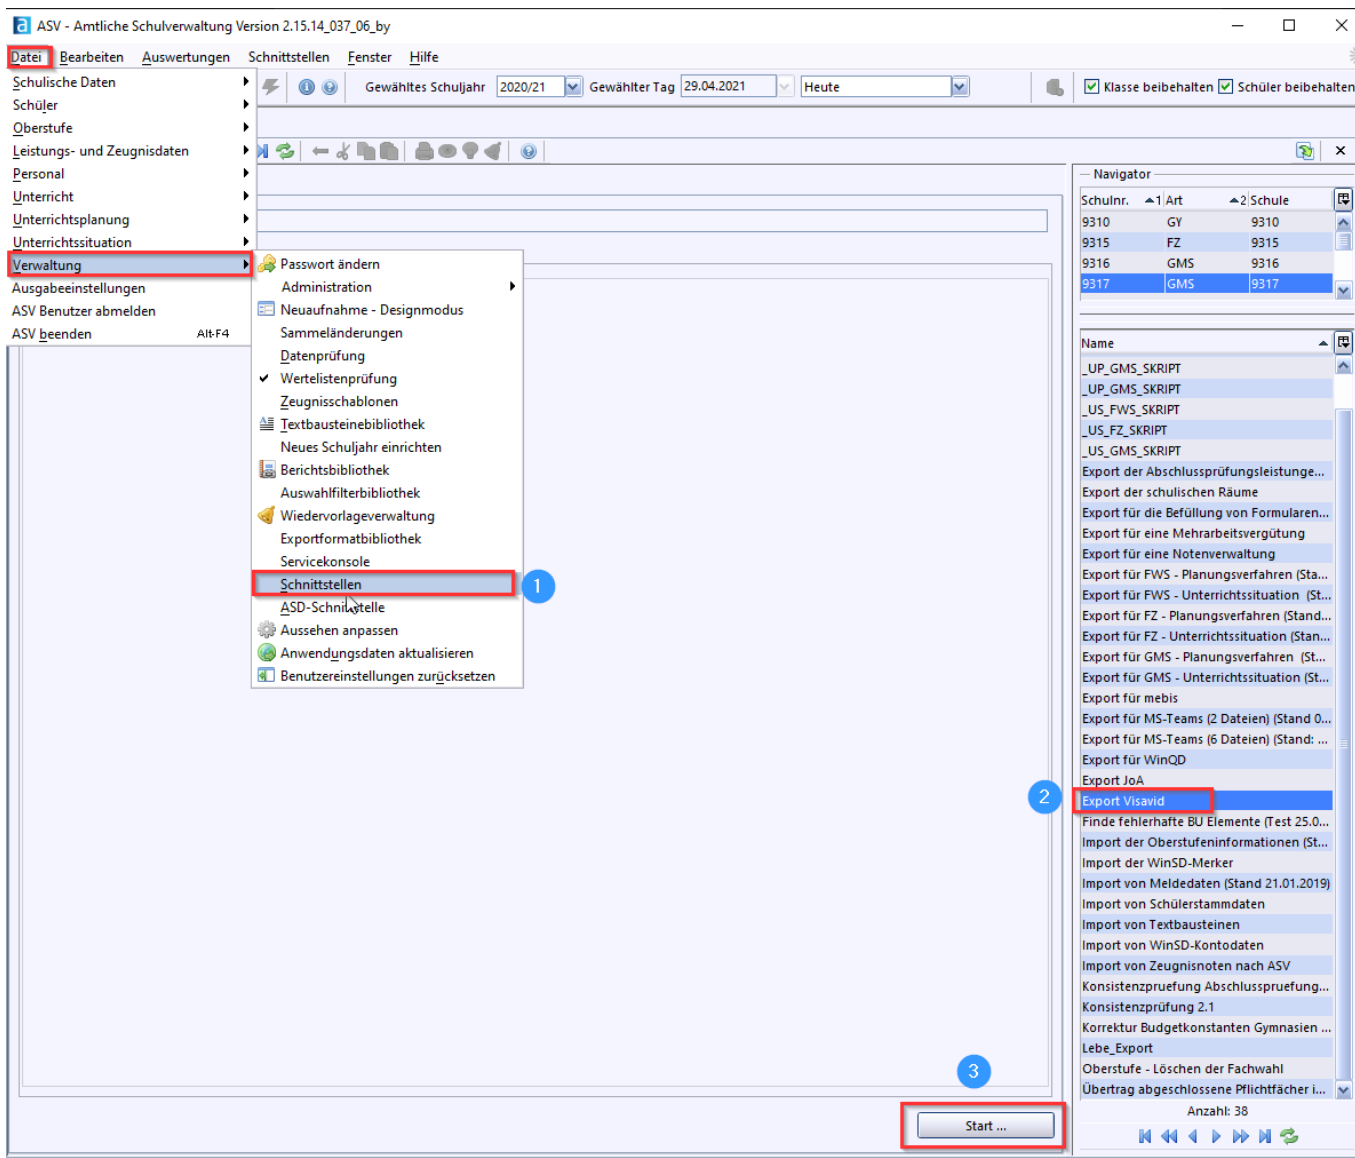 a ASV - Amtliche Schulverwaltung Version 2.15.14_037_06_by
Datei Bearbeiten Auswertungen Schnittstellen Fenster Hilfe
Gewähltes Schuljahr 2020/21 Gewählter Tag 29.04.2021 Heute Klasse beibehalten Schüler beibehalten
Schulische Daten
Schüler
Oberstufe
Leistungs- und Zeugnisdaten
Personal
Unterricht
Unterrichtsplanung
Unterrichtssituation
Verwaltung
Ausgabeeinstellungen
ASV Benutzer abmelden
ASV beenden Alt-F4
Passwort ändern
Administration
Neuaufnahme - Designmodus
Sammeländerungen
Datenprüfung
Wertelistenprüfung
Zeugnisschablonen
Textbausteinebibliothek
Neues Schuljahr einrichten
Berichtsbibliothek
Auswahlfilterbibliothek
Wiedervorlageverwaltung
Exportformatbibliothek
Servicekonsole
Schnittstellen 1
ASD-Schnittstelle
Aussehen anpassen
Anwendungsdaten aktualisieren
Benutzereinstellungen zurücksetzen
Navigator
Schulnr. 1 Art 2 Schule
9310 GY 9310
9315 FZ 9315
9316 GMS 9316
9317 GMS 9317
Name
_UP_GMS_SKRIPT
_UP_GMS_SKRIPT
_US_FWS_SKRIPT
_US_FZ_SKRIPT
_US_GMS_SKRIPT
Export der Abschlussprüfungsleistunge...
Export der schulischen Räume
Export für die Befüllung von Formularen...
Export für eine Mehrarbeitsvergütung
Export für eine Notenverwaltung
Export für FWS - Planungsverfahren (Sta...
Export für FWS - Unterrichtssituation (St...
Export für FZ - Planungsverfahren (Stand...
Export für FZ - Unterrichtssituation (Stan...
Export für GMS - Planungsverfahren (St...
Export für GMS - Unterrichtssituation (St...
Export für mebis
Export für MS-Teams (2 Dateien) (Stand 0...
Export für MS-Teams (6 Dateien) (Stand: ...
Export für WinQD
Export JoA
2 Export Visavid
Finde fehlerhafte BU Elemente (Test 25.0...
Import der Oberstufeninformationen (St...
Import der WinSD-Merker
Import von Meldedaten (Stand 21.01.2019)
Import von Schülerstammdaten
Import von Textbausteinen
Import von WinSD-Kontodaten
Import von Zeugnisnoten nach ASV
Konsistenzpruefung Abschlusspruefung...
Konsistenzprüfung 2.1
Korrektur Budgetkonstanten Gymnasien ...
Lebe_Export
Oberstufe - Löschen der Fachwahl
Übertrag abgeschlossene Pflichtfächer i...
Anzahl: 38
3
Start ...